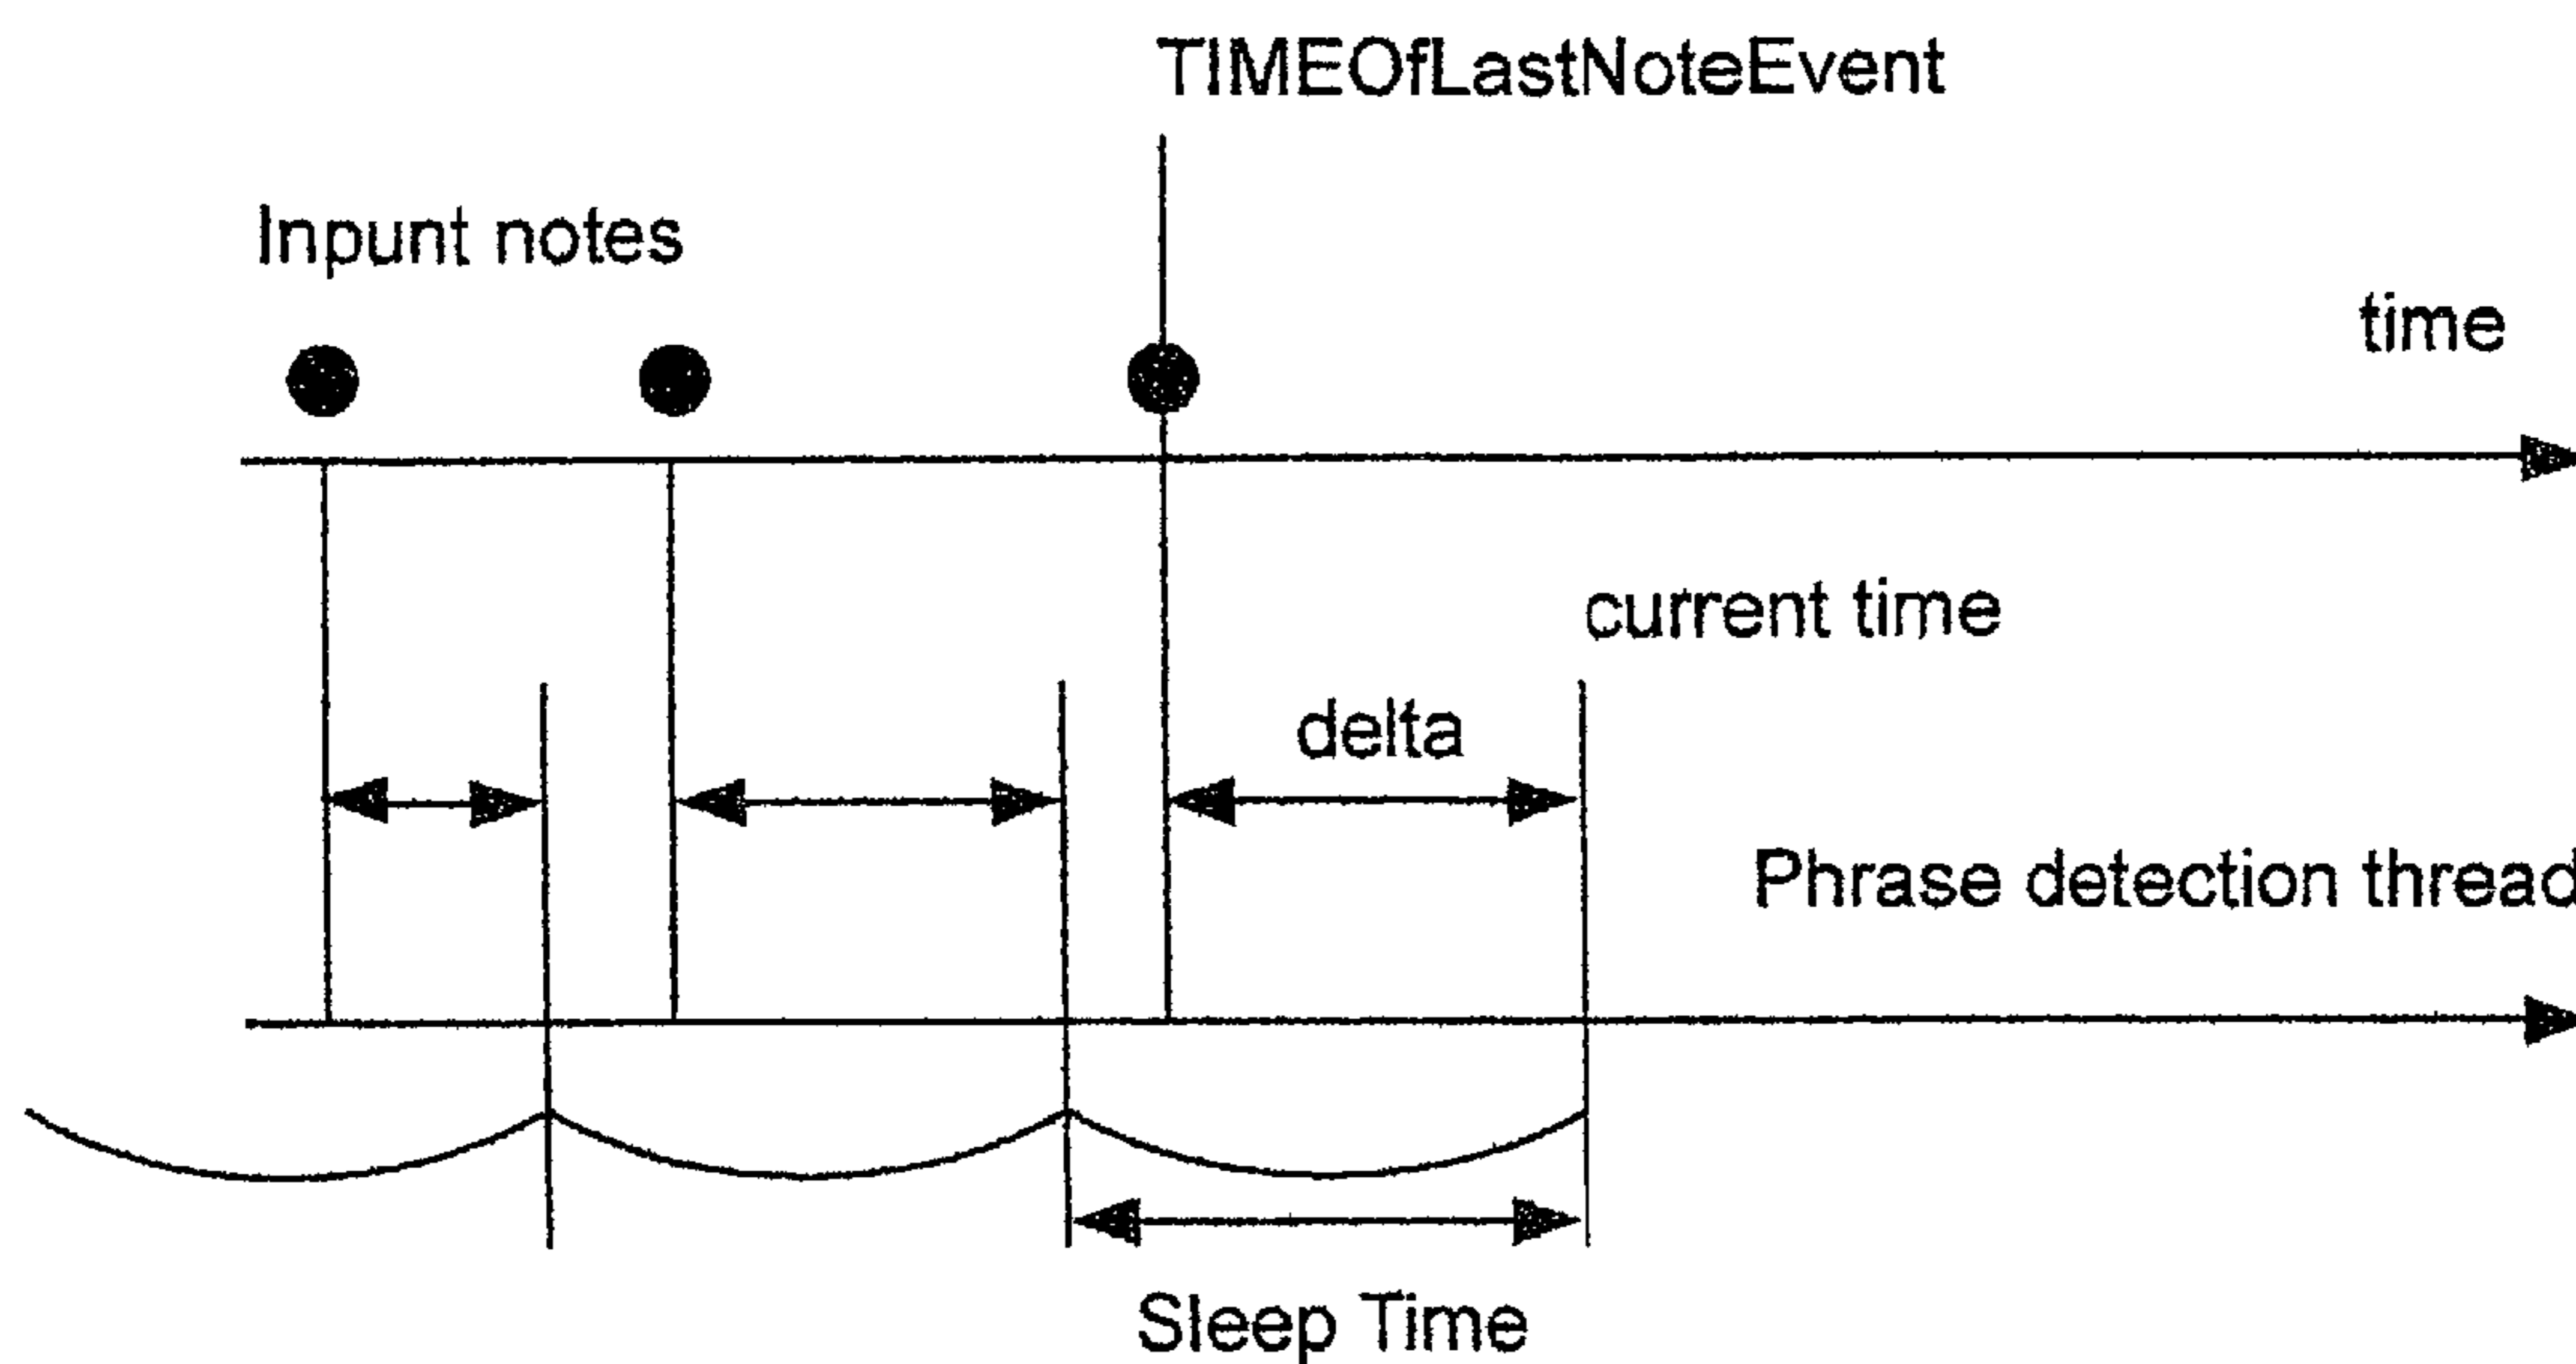 TIMEOfLastNoteEvent
Inpunt notes
time
current time
delta
Phrase detection thread
Sleep Time